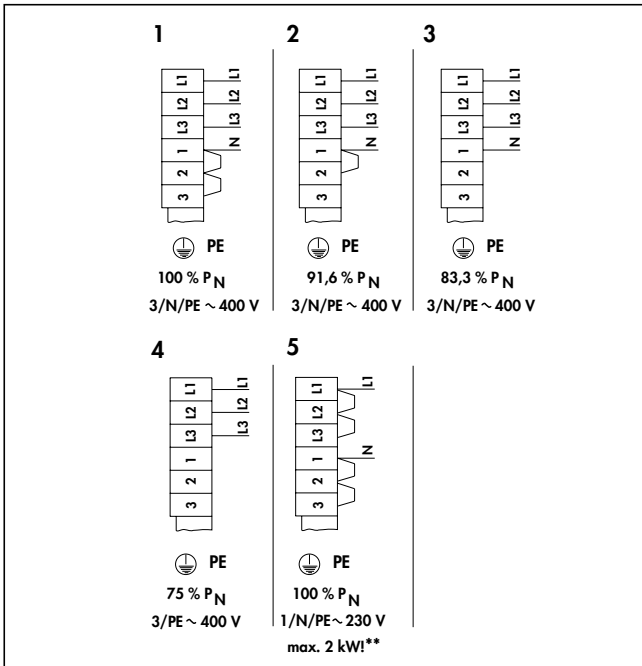 1
L1 L1
L2 L2
L3 L3
1 N
2
3
PE
100 % PN
3/N/PE ~ 400 V
2
L1 L1
L2 L2
L3 L3
1 N
2
3
PE
91,6 % PN
3/N/PE ~ 400 V
3
L1 L1
L2 L2
L3 L3
1 N
2
3
PE
83,3 % PN
3/N/PE ~ 400 V
4
L1 L1
L2 L2
L3 L3
1
2
3
PE
75 % PN
3/PE ~ 400 V
5
L1 L1
L2
L3
1 N
2
3
PE
100 % PN
1/N/PE~ 230 V
max. 2 kW!**